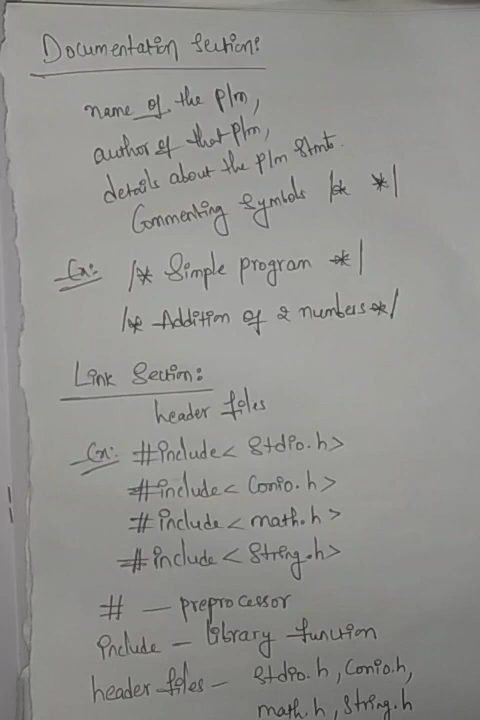 Documentation Section:
name of the p/m,
author of that p/m,
details about the p/m Stmts.
Commenting Symbols /* */
Ex: /* Simple program */
/* Addition of 2 numbers */
Link Section:
header files
Ex: #include< Stdio.h>
#include< Conio.h>
#include< math.h>
#include< String.h>
# — preprocessor
include — library function
header files — Stdio.h, Conio.h,
math.h, String.h